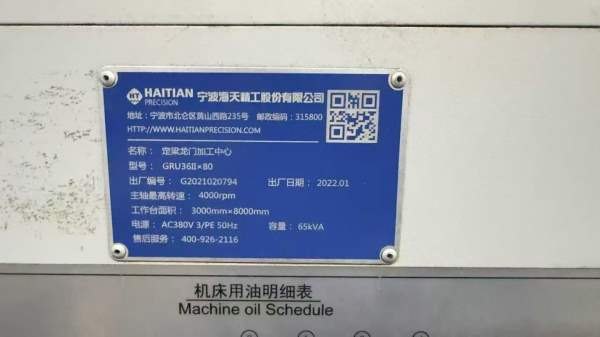 HT HAITIAN PRECISION 宁波海天精工股份有限公司
宁波市北仑区黄山西路235号 邮政编码：315800
HTTP://WWW.HAITIANPRECISION.COM
名称： 定梁龙门加工中心
型号： GRU36II×80
出厂编号： G2021020794 出厂日期： 2022.01
主轴最高转速： 4000rpm
工作台面积： 3000mm×8000mm
电源： AC380V 3/PE 50Hz 容量： 65kVA
售后服务： 400-926-2116
机床用油明细表
Machine oil Schedule